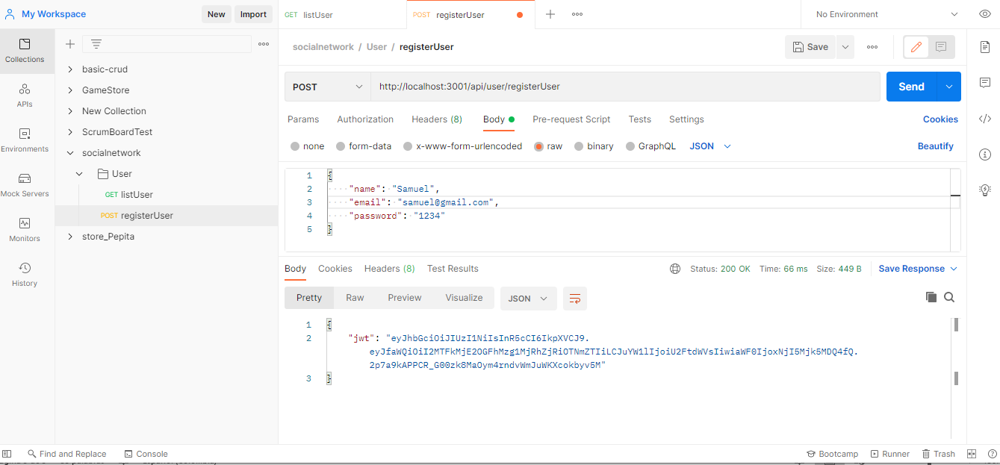 My Workspace
New
Import
GET listUser
POST registerUser
No Environment
Collections
APIs
Environments
Mock Servers
Monitors
History
basic-crud
GameStore
New Collection
ScrumBoardTest
socialnetwork
User
GET listUser
POST registerUser
store_Pepita
socialnetwork / User / registerUser
Save
POST
http://localhost:3001/api/user/registerUser
Send
Params Authorization Headers (8) Body Pre-request Script Tests Settings
Cookies
none form-data x-www-form-urlencoded raw binary GraphQL JSON
Beautify
1 {
2 "name": "Samuel",
3 "email": "samuel@gmail.com",
4 "password": "1234"
5 }
Body Cookies Headers (8) Test Results
Status: 200 OK Time: 66 ms Size: 449 B
Save Response
Pretty Raw Preview Visualize JSON
1 {
2 "jwt": "eyJhbGciOiJIUzI1NiIsInR5cCI6IkpXVCJ9.
eyJfaWQiOiI2MTFkMjE2OGFhMzg1MjRhZjRiOTNmZTIiLCJuYW1lIjoiU2FtdWVsIiwiaWF0IjoxNjI5Mjk5MDQ4fQ.
2p7a9kAPPCR_G00zk8MaOym4rndvWmJuWKXcokbyv5M"
3 }
Find and Replace
Console
Bootcamp
Runner
Trash